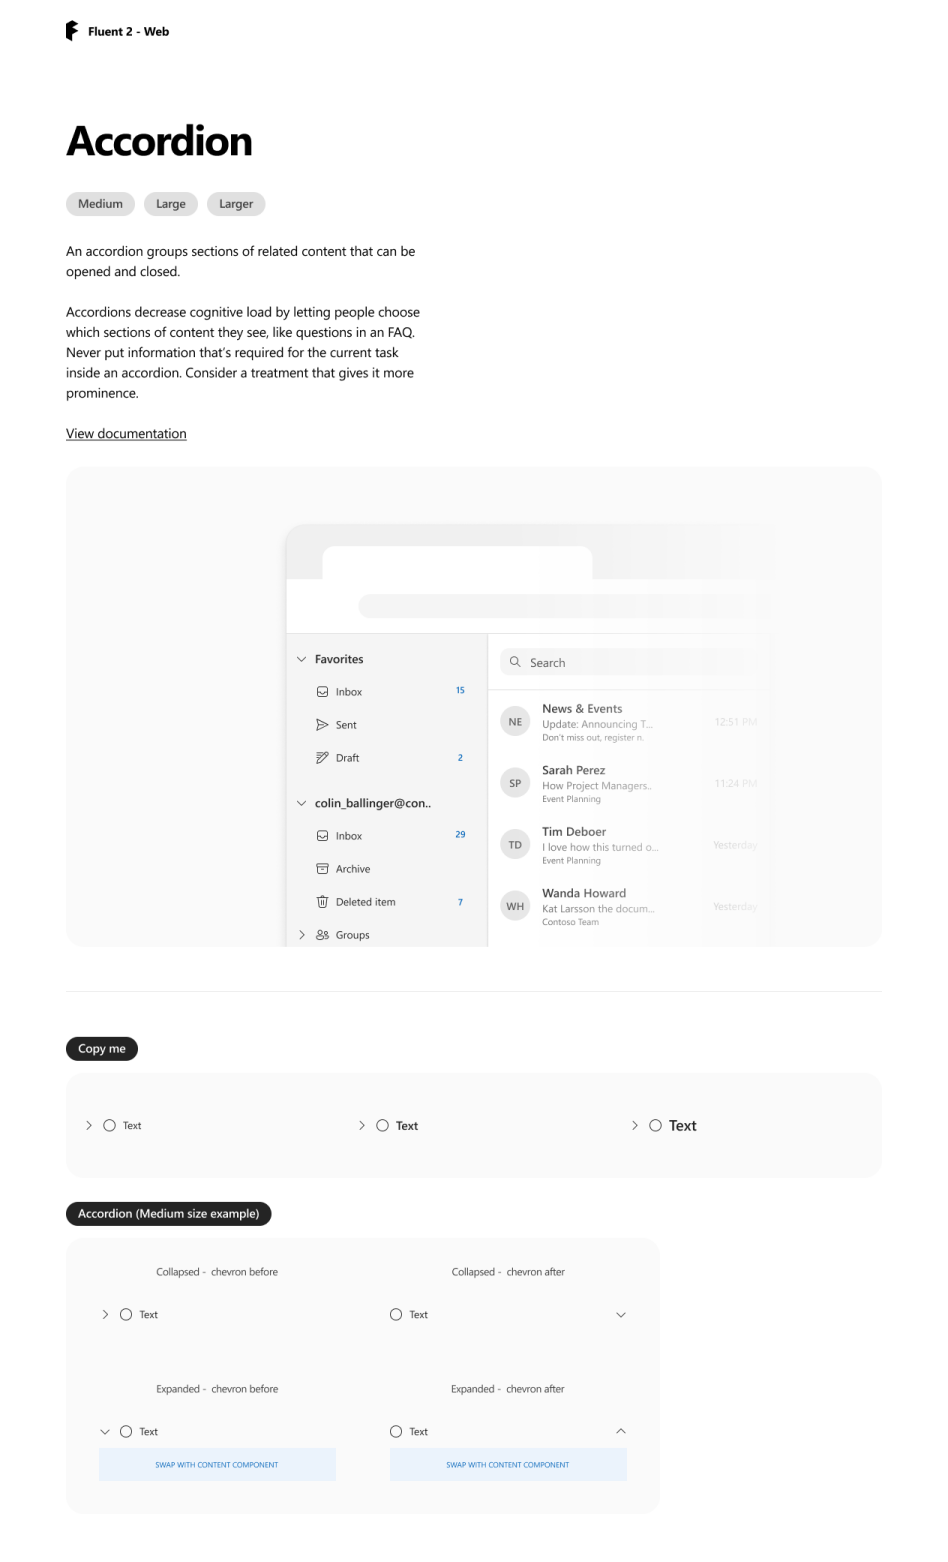 Fluent 2 - Web
Accordion
Medium
Large
Larger
An accordion groups sections of related content that can be
opened and closed.
Accordions decrease cognitive load by letting people choose
which sections of content they see, like questions in an FAQ.
Never put information that's required for the current task
inside an accordion. Consider a treatment that gives it more
prominence.
View documentation
Favorites
Inbox 15
Sent
Draft 2
colin_ballinger@con..
Inbox 29
Archive
Deleted item 7
Groups
Search
NE
News & Events
Update: Announcing T... 12:51 PM
Don't miss out, register n.
SP
Sarah Perez
How Project Managers.. 11:24 PM
Event Planning
TD
Tim Deboer
I love how this turned o... Yesterday
Event Planning
WH
Wanda Howard
Kat Larsson the docum... Yesterday
Contoso Team
Copy me
Text
Text
Text
Accordion (Medium size example)
Collapsed - chevron before
Collapsed - chevron after
Text
Text
Expanded - chevron before
Expanded - chevron after
Text
Text
SWAP WITH CONTENT COMPONENT
SWAP WITH CONTENT COMPONENT